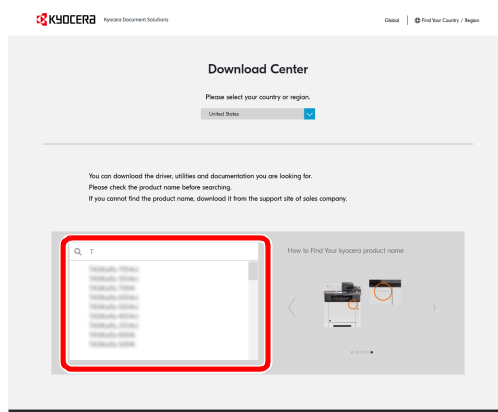 KYOCERA Kyocera Document Solutions
Global Find Your Country / Region
Download Center
Please select your country or region.
United States
You can download the driver, utilities and documentation you are looking for.
Please check the product name before searching.
If you cannot find the product name, download it from the support site of sales company.
T
How to Find Your kyocera product name